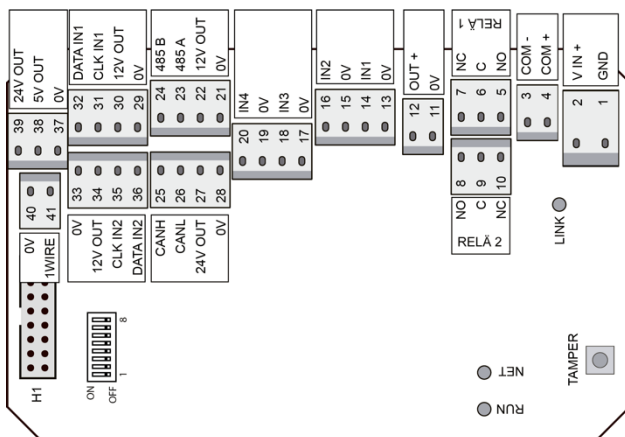 24V OUT
5V OUT
0V
39
38
37
DATA IN1
CLK IN1
12V OUT
0V
32
31
30
29
485 B
485 A
12V OUT
0V
24
23
22
21
IN4
0V
IN3
0V
20
19
18
17
IN2
0V
IN1
0V
16
15
14
13
OUT +
0V
12
11
RELÄ 1
NC
C
NO
7
6
5
COM -
COM +
3
4
V IN +
GND
2
1
40
41
0V
1WIRE
33
34
35
36
0V
12V OUT
CLK IN2
DATA IN2
25
26
27
28
CANH
CANL
24V OUT
0V
8
9
10
NO
C
NC
RELÄ 2
LINK
H1
ON
OFF
1
8
NET
RUN
TAMPER